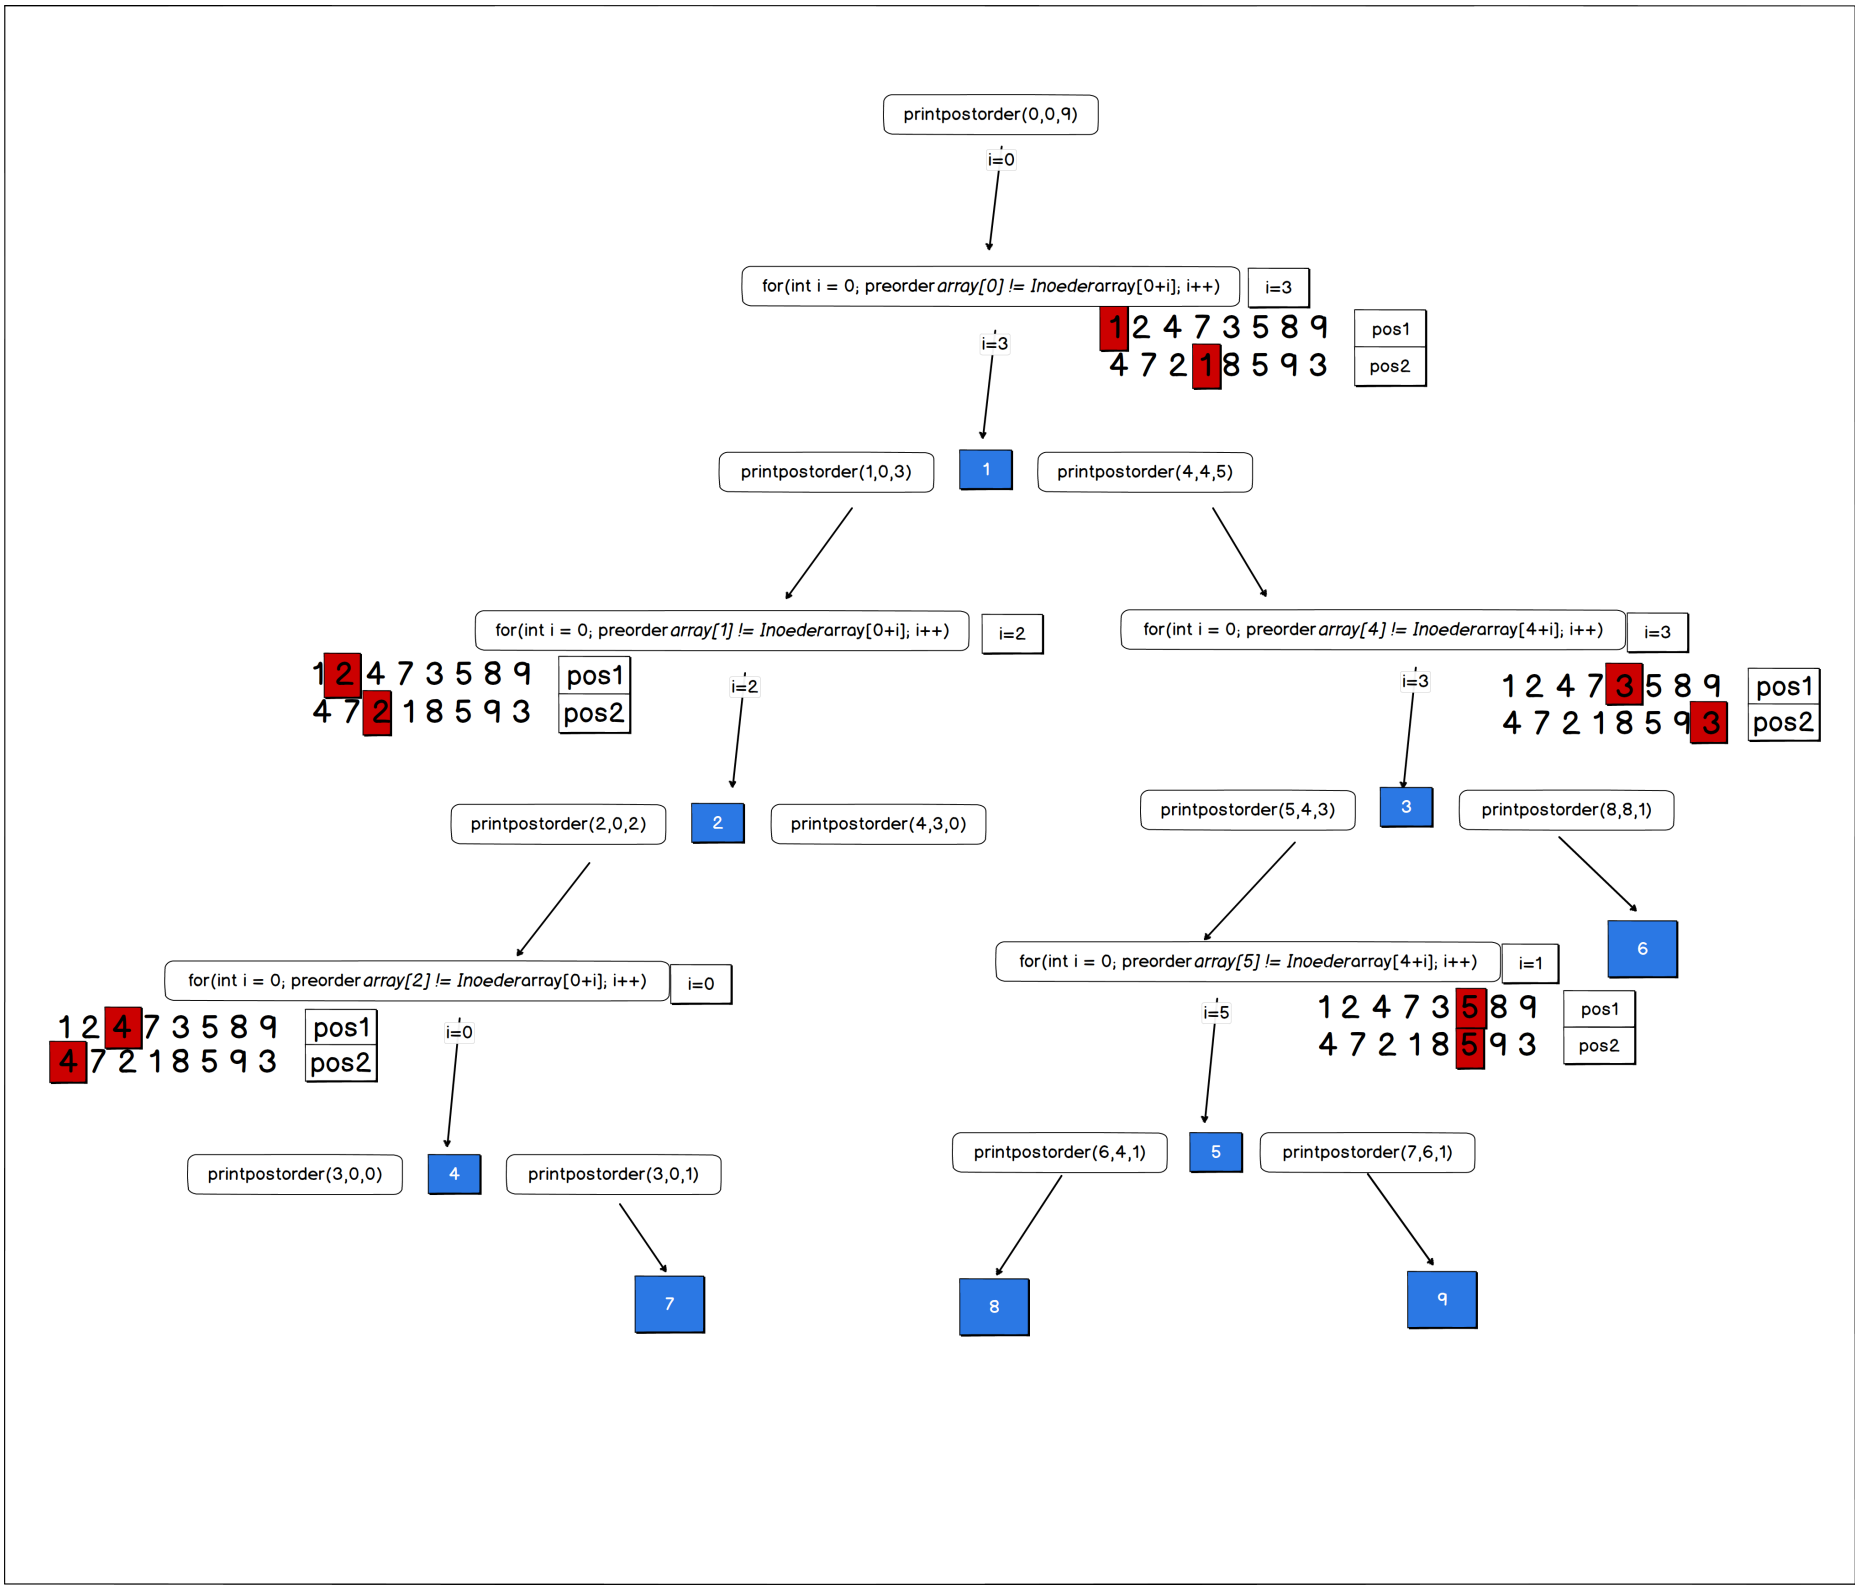 printpostorder(0,0,9)
i=0
for(int i = 0; preorder array[0] != Inoederarray[0+i]; i++)
i=3
1 2 4 7 3 5 8 9
pos1
4 7 2 1 8 5 9 3
pos2
i=3
printpostorder(1,0,3)
1
printpostorder(4,4,5)
for(int i = 0; preorder array[1] != Inoederarray[0+i]; i++)
i=2
1 2 4 7 3 5 8 9
pos1
4 7 2 1 8 5 9 3
pos2
i=2
for(int i = 0; preorder array[4] != Inoederarray[4+i]; i++)
i=3
i=3
1 2 4 7 3 5 8 9
pos1
4 7 2 1 8 5 9 3
pos2
printpostorder(2,0,2)
2
printpostorder(4,3,0)
printpostorder(5,4,3)
3
printpostorder(8,8,1)
6
for(int i = 0; preorder array[2] != Inoederarray[0+i]; i++)
i=0
1 2 4 7 3 5 8 9
pos1
4 7 2 1 8 5 9 3
pos2
i=0
for(int i = 0; preorder array[5] != Inoederarray[4+i]; i++)
i=1
i=5
1 2 4 7 3 5 8 9
pos1
4 7 2 1 8 5 9 3
pos2
printpostorder(3,0,0)
4
printpostorder(3,0,1)
printpostorder(6,4,1)
5
printpostorder(7,6,1)
7
8
9